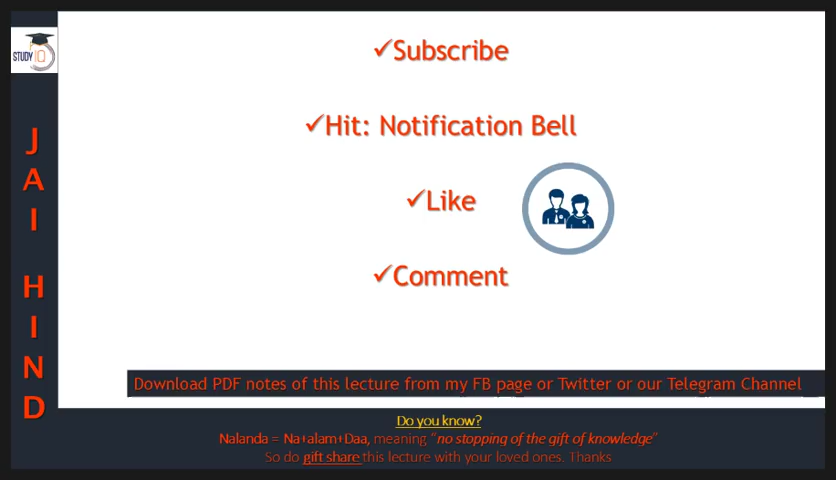 STUDY IQ
JAI HIND
✓Subscribe
✓Hit: Notification Bell
✓Like
✓Comment
Download PDF notes of this lecture from my FB page or Twitter or our Telegram Channel
Do you know?
Nalanda = Na+alam+Daa, meaning “no stopping of the gift of knowledge”
So do gift share this lecture with your loved ones. Thanks